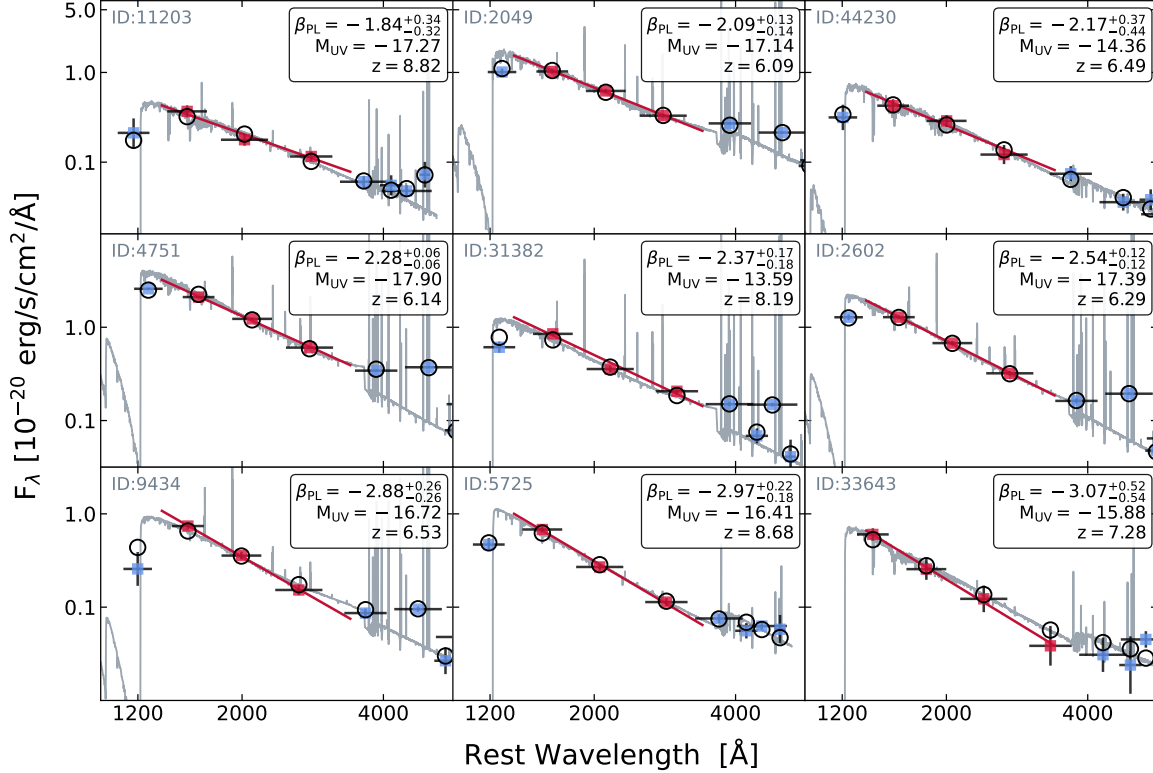 ID:11203
β_PL = −1.84 +0.34 −0.32
M_UV = −17.27
z = 8.82
ID:2049
β_PL = −2.09 +0.13 −0.14
M_UV = −17.14
z = 6.09
ID:44230
β_PL = −2.17 +0.37 −0.44
M_UV = −14.36
z = 6.49
5.0
1.0
0.1
ID:4751
β_PL = −2.28 +0.06 −0.06
M_UV = −17.90
z = 6.14
ID:31382
β_PL = −2.37 +0.17 −0.18
M_UV = −13.59
z = 8.19
ID:2602
β_PL = −2.54 +0.12 −0.12
M_UV = −17.39
z = 6.29
1.0
0.1
ID:9434
β_PL = −2.88 +0.26 −0.26
M_UV = −16.72
z = 6.53
ID:5725
β_PL = −2.97 +0.22 −0.18
M_UV = −16.41
z = 8.68
ID:33643
β_PL = −3.07 +0.52 −0.54
M_UV = −15.88
z = 7.28
1.0
0.1
F_λ [10^−20 erg/s/cm^2/Å]
1200 2000 4000 1200 2000 4000 1200 2000 4000
Rest Wavelength [Å]